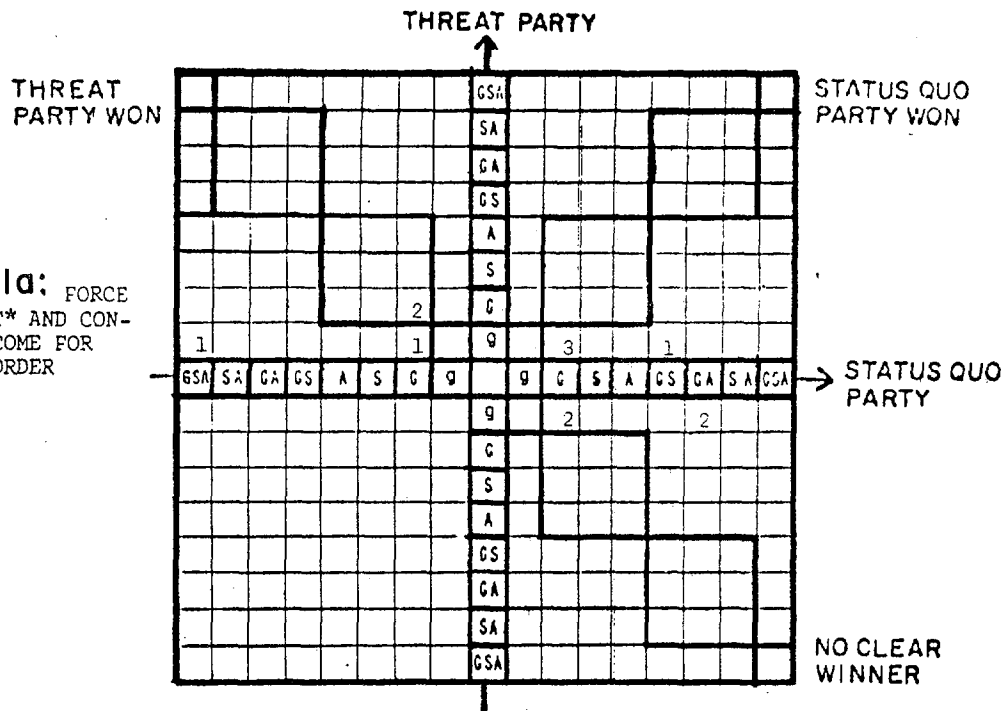 THREAT PARTY
THREAT
PARTY WON
STATUS QUO
PARTY WON
GSA
SA
GA
GS
A
S
G
g
la: FORCE
T* AND CON-
COME FOR
ORDER
2
1 1 3 1
GSA SA GA GS A S G g g G S A GS GA SA GSA
STATUS QUO
PARTY
g 2 2
G
S
A
GS
GA
SA
GSA
NO CLEAR
WINNER